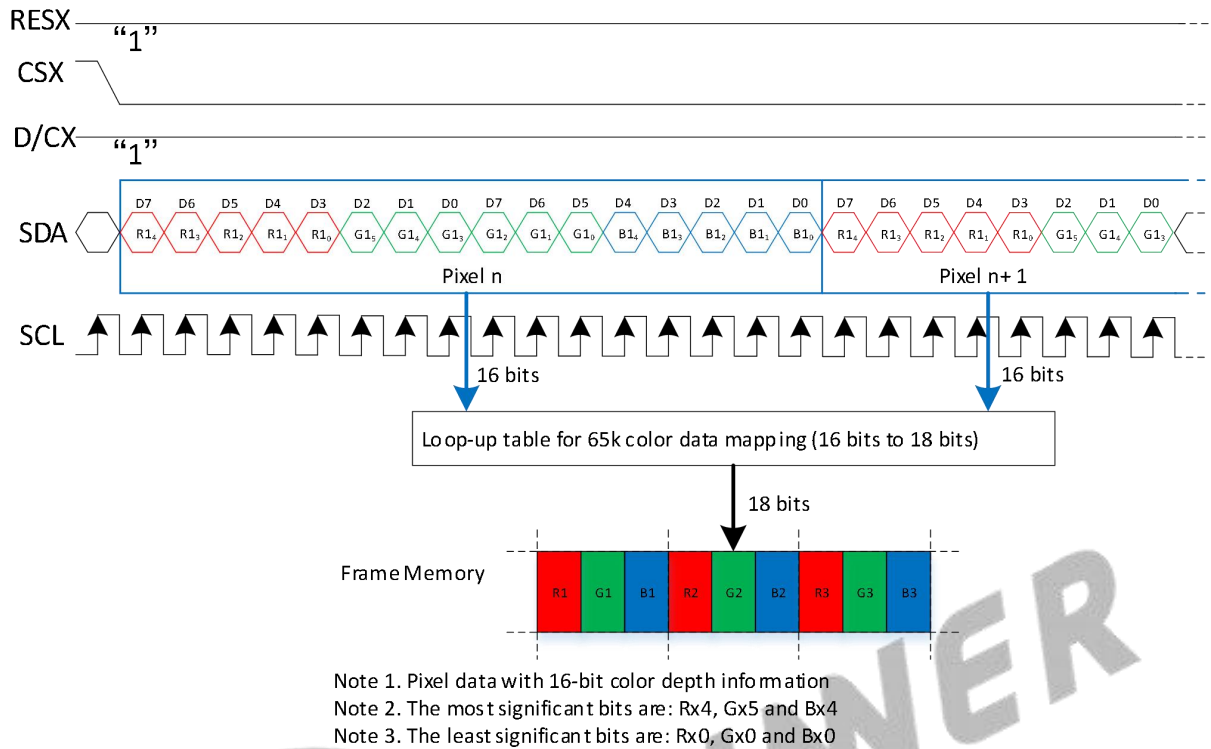 RESX
“1”
CSX
D/CX
“1”
D7 D6 D5 D4 D3 D2 D1 D0 D7 D6 D5 D4 D3 D2 D1 D0 D7 D6 D5 D4 D3 D2 D1 D0
SDA
R1₄ R1₃ R1₂ R1₁ R1₀ G1₅ G1₄ G1₃ G1₂ G1₁ G1₀ B1₄ B1₃ B1₂ B1₁ B1₀ R1₄ R1₃ R1₂ R1₁ R1₀ G1₅ G1₄ G1₃
Pixel n
Pixel n+ 1
SCL
16 bits
16 bits
Loop-up table for 65k color data mapping (16 bits to 18 bits)
18 bits
Frame Memory
R1 G1 B1 R2 G2 B2 R3 G3 B3
Note 1. Pixel data with 16-bit color depth information
Note 2. The most significant bits are: Rx4, Gx5 and Bx4
Note 3. The least significant bits are: Rx0, Gx0 and Bx0